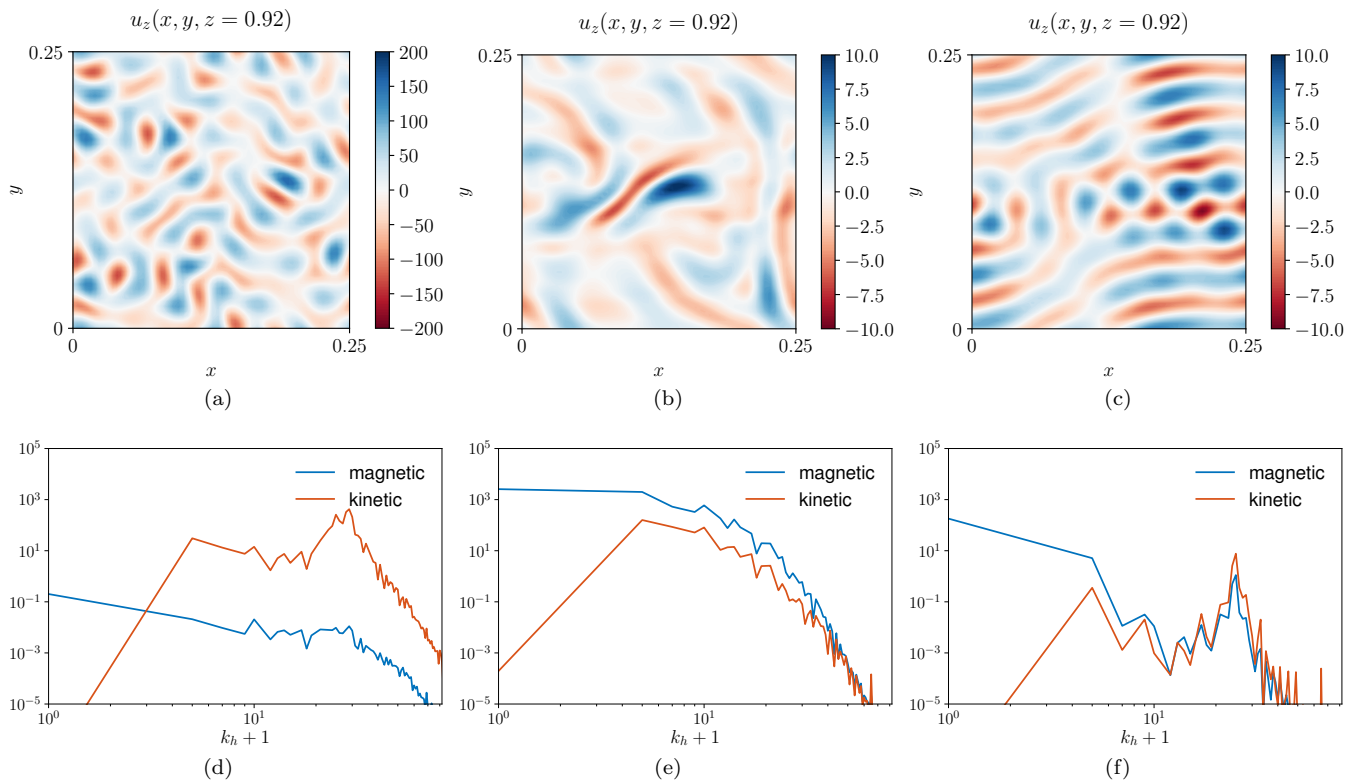 u_z(x, y, z = 0.92)
0.25
y
0
0
0.25
x
200
150
100
50
0
−50
−100
−150
−200
(a)
u_z(x, y, z = 0.92)
0.25
y
0
0
0.25
x
10.0
7.5
5.0
2.5
0.0
−2.5
−5.0
−7.5
−10.0
(b)
u_z(x, y, z = 0.92)
0.25
y
0
0
0.25
x
10.0
7.5
5.0
2.5
0.0
−2.5
−5.0
−7.5
−10.0
(c)
10^5
10^3
10^1
10^−1
10^−3
10^−5
magnetic
kinetic
10^0
10^1
k_h + 1
(d)
10^5
10^3
10^1
10^−1
10^−3
10^−5
magnetic
kinetic
10^0
10^1
k_h + 1
(e)
10^5
10^3
10^1
10^−1
10^−3
10^−5
magnetic
kinetic
10^0
10^1
k_h + 1
(f)